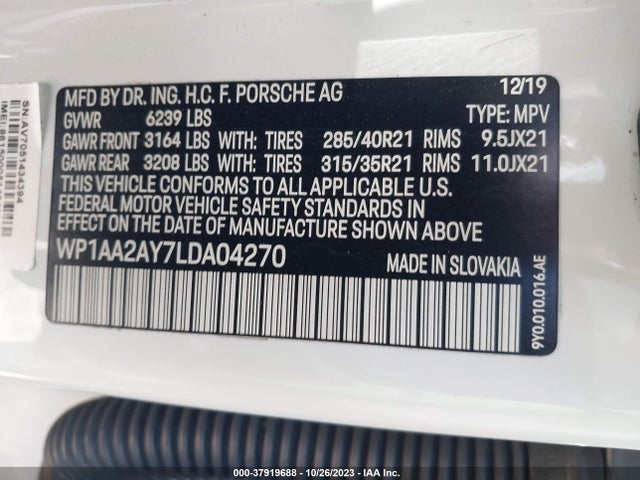 MFD BY DR. ING. H.C. F. PORSCHE AG 12/19
GVWR 6239 LBS TYPE: MPV
GAWR FRONT 3164 LBS WITH: TIRES 285/40R21 RIMS 9.5JX21
GAWR REAR 3208 LBS WITH: TIRES 315/35R21 RIMS 11.0JX21
THIS VEHICLE CONFORMS TO ALL APPLICABLE U.S.
FEDERAL MOTOR VEHICLE SAFETY STANDARDS IN
EFFECT ON THE DATE OF MANUFACTURE SHOWN ABOVE
WP1AA2AY7LDA04270 MADE IN SLOVAKIA
9Y0.010.016.AE
SN:AV7081434394
IMEI:
000-37919688 - 10/26/2023 - IAA Inc.